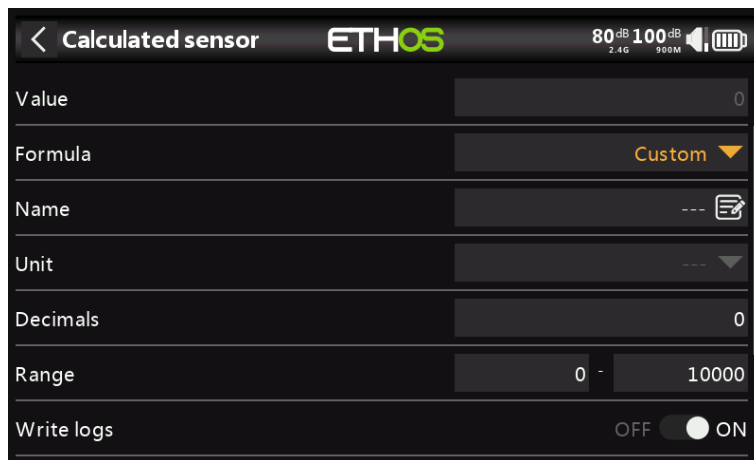 Calculated sensor ETHOS 80dB 2.4G 100dB 900M
Value 0
Formula Custom
Name ---
Unit ---
Decimals 0
Range 0 - 10000
Write logs OFF ON